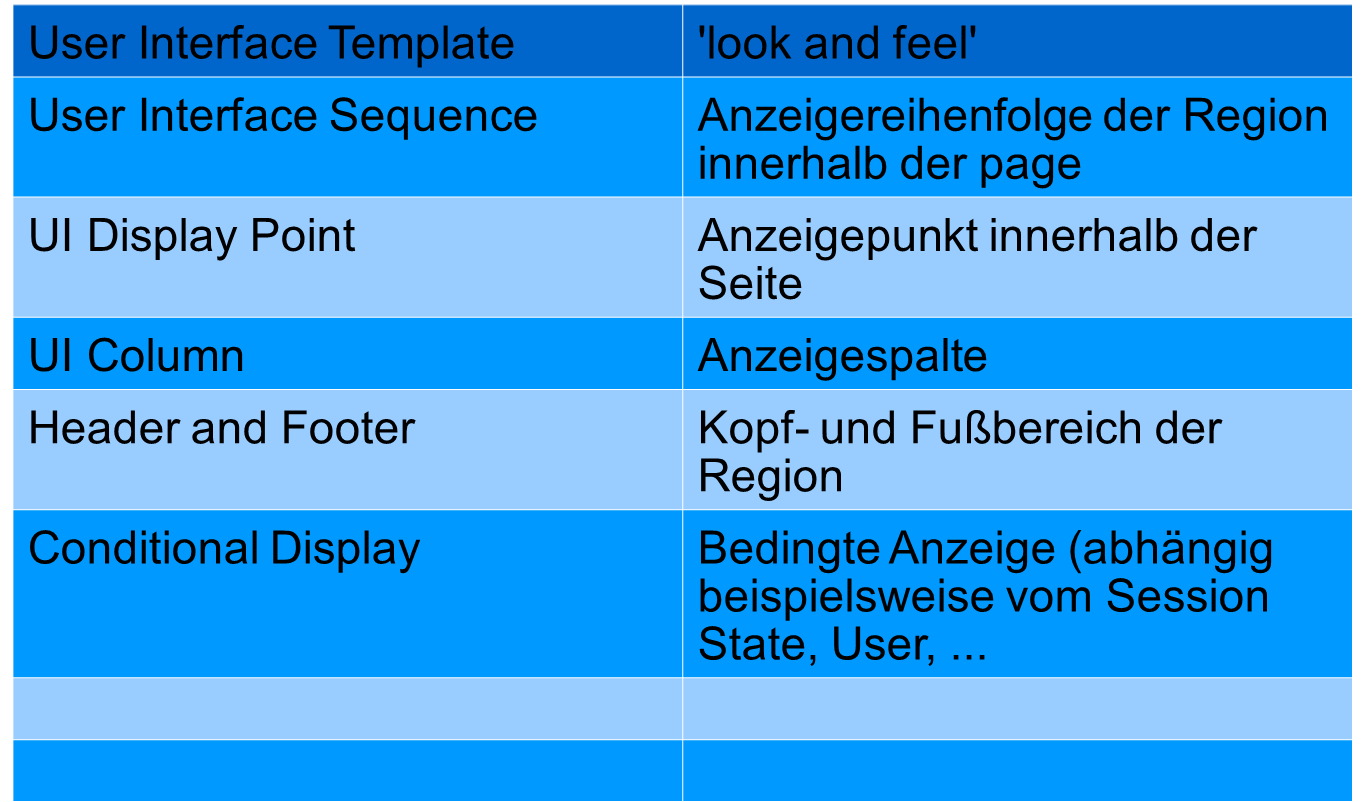 User Interface Template
'look and feel'
User Interface Sequence
Anzeigereihenfolge der Region
innerhalb der page
UI Display Point
Anzeigepunkt innerhalb der
Seite
UI Column
Anzeigespalte
Header and Footer
Kopf- und Fußbereich der
Region
Conditional Display
Bedingte Anzeige (abhängig
beispielsweise vom Session
State, User, ...